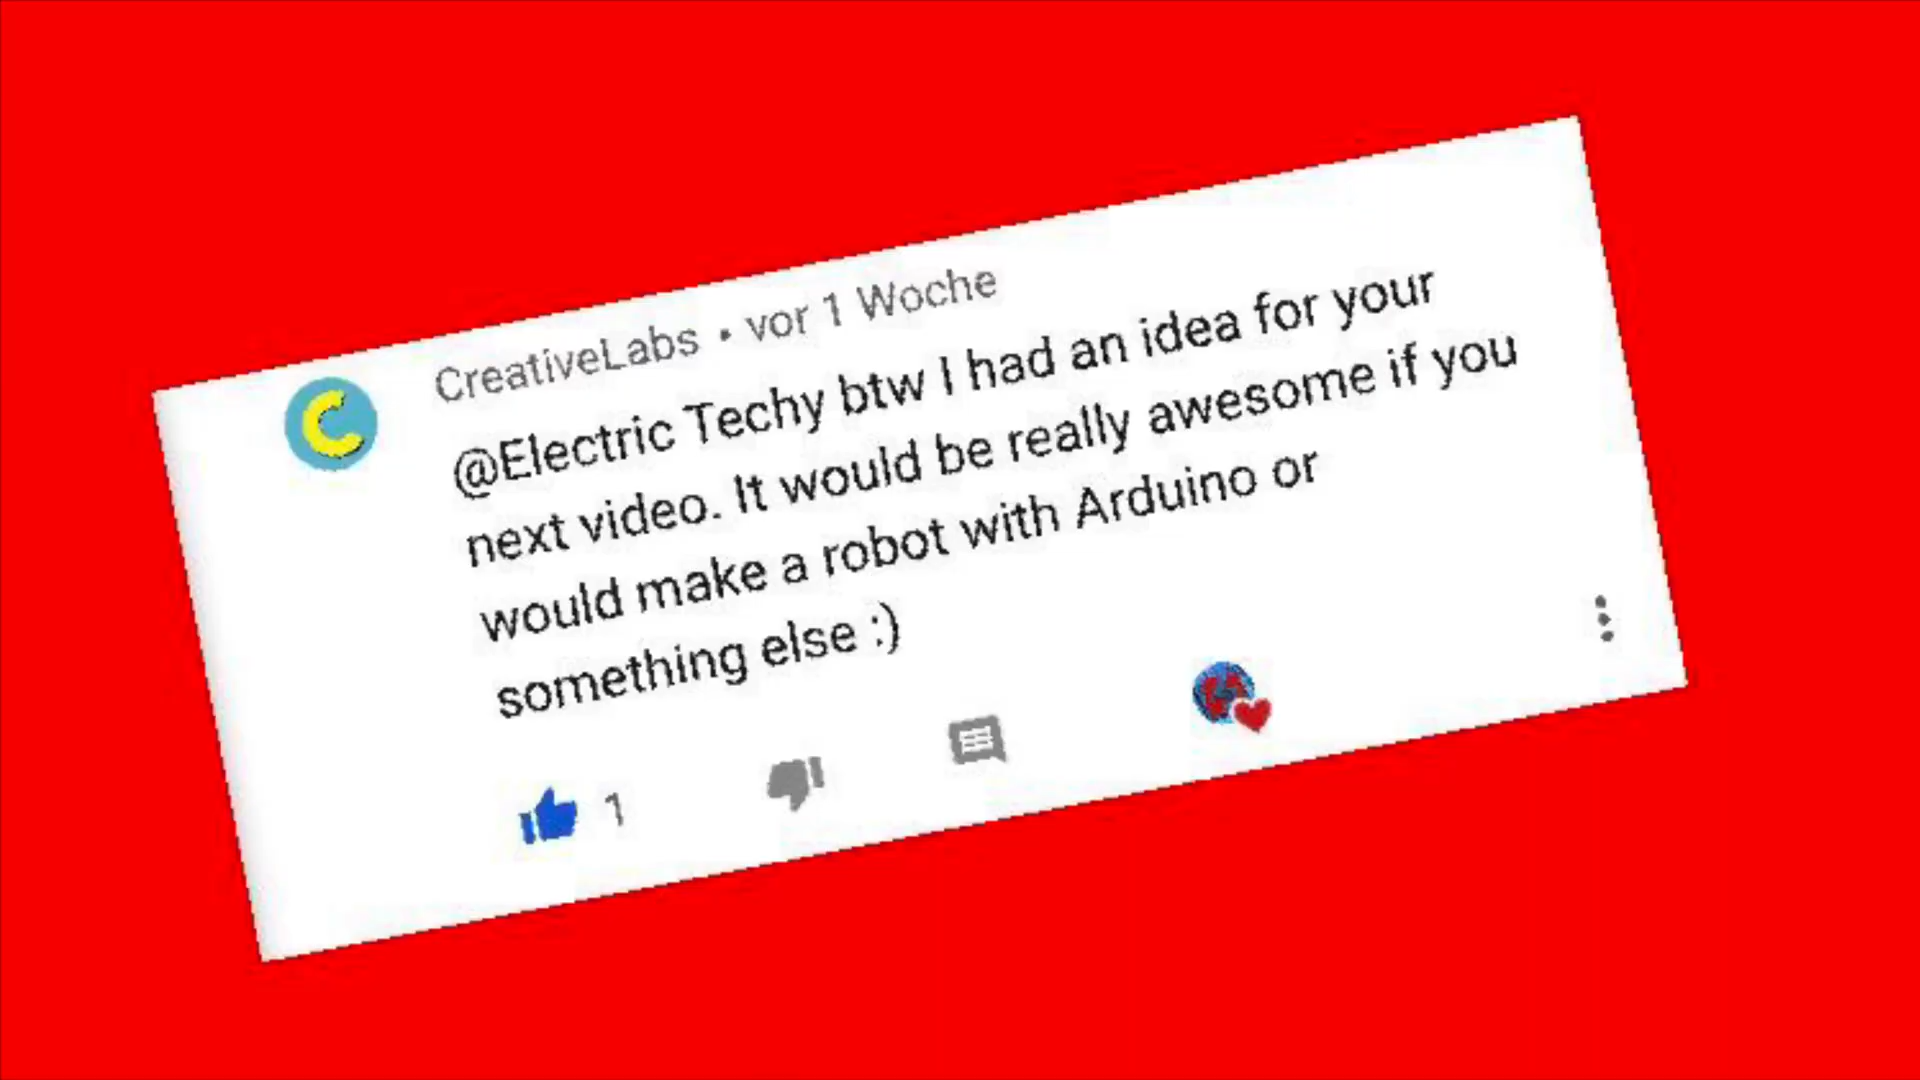 CreativeLabs • vor 1 Woche
@Electric Techy btw I had an idea for your
next video. It would be really awesome if you
would make a robot with Arduino or
something else :)
1